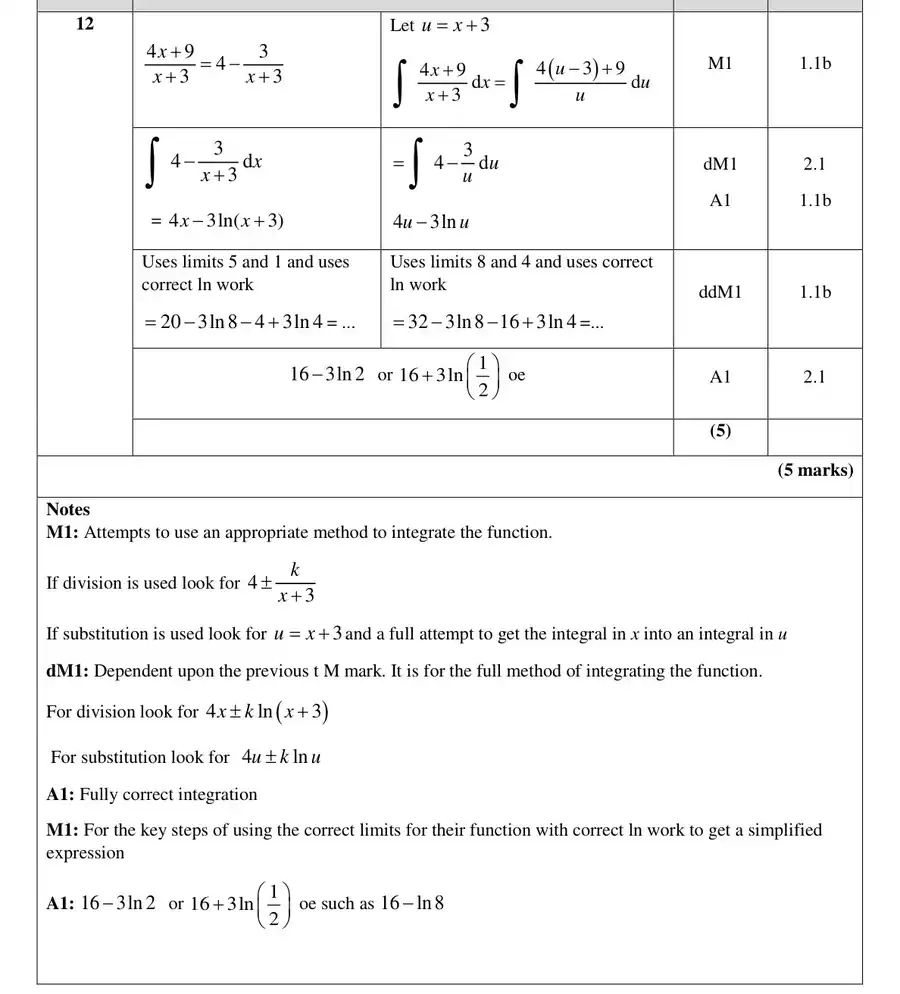 12
(4x+9)/(x+3) = 4 − 3/(x+3)
Let u = x+3
∫ (4x+9)/(x+3) dx = ∫ (4(u−3)+9)/u du
M1
1.1b
∫ 4 − 3/(x+3) dx
= 4x − 3ln(x+3)
= ∫ 4 − 3/u du
4u − 3ln u
dM1
2.1
A1
1.1b
Uses limits 5 and 1 and uses
correct ln work
= 20 − 3ln8 − 4 + 3ln4 = ...
Uses limits 8 and 4 and uses correct
ln work
= 32 − 3ln8 − 16 + 3ln4 =...
ddM1
1.1b
16 − 3ln2 or 16 + 3ln(1/2) oe
A1
2.1
(5)
(5 marks)
Notes
M1: Attempts to use an appropriate method to integrate the function.
If division is used look for 4 ± k/(x+3)
If substitution is used look for u = x+3 and a full attempt to get the integral in x into an integral in u
dM1: Dependent upon the previous t M mark. It is for the full method of integrating the function.
For division look for 4x ± k ln(x+3)
For substitution look for 4u ± k ln u
A1: Fully correct integration
M1: For the key steps of using the correct limits for their function with correct ln work to get a simplified
expression
A1: 16 − 3ln2 or 16 + 3ln(1/2) oe such as 16 − ln8